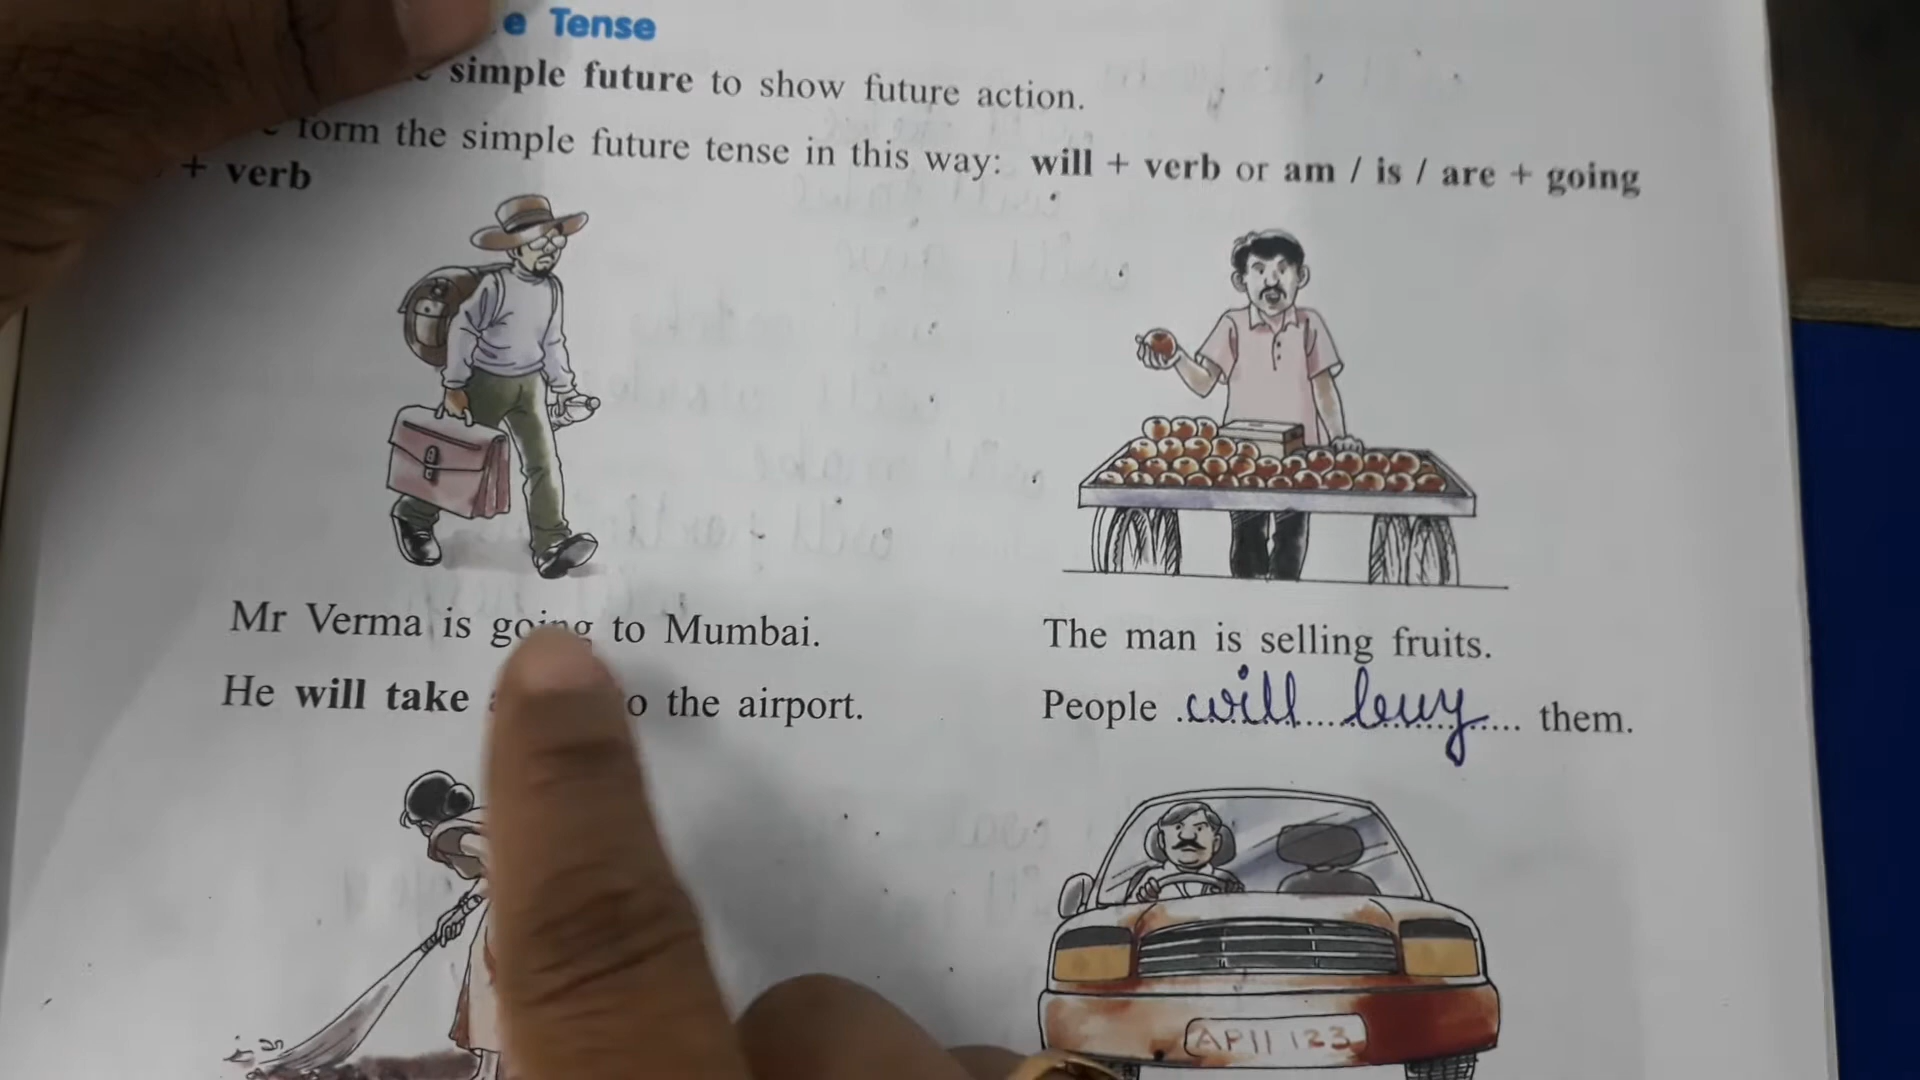 Tense
simple future to show future action.
form the simple future tense in this way: will + verb or am / is / are + going
+ verb
Mr Verma is going to Mumbai.
The man is selling fruits.
He will take the airport.
People will buy them.
AP11 123